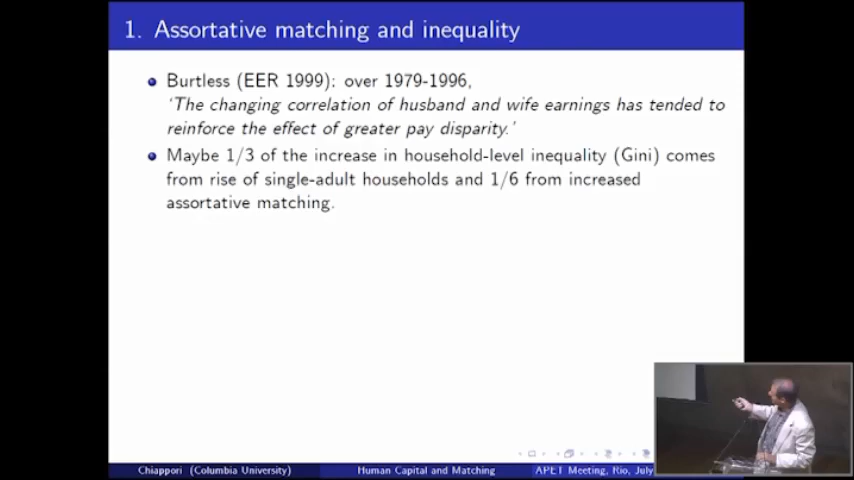 1. Assortative matching and inequality
Burtless (EER 1999): over 1979-1996,
‘The changing correlation of husband and wife earnings has tended to
reinforce the effect of greater pay disparity.’
Maybe 1/3 of the increase in household-level inequality (Gini) comes
from rise of single-adult households and 1/6 from increased
assortative matching.
Chiappori (Columbia University) Human Capital and Matching APET Meeting, Rio, July